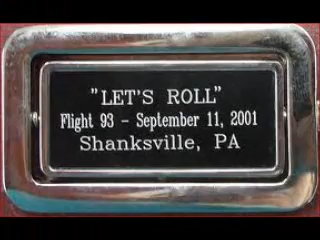 "LET'S ROLL"
Flight 93 - September 11, 2001
Shanksville, PA